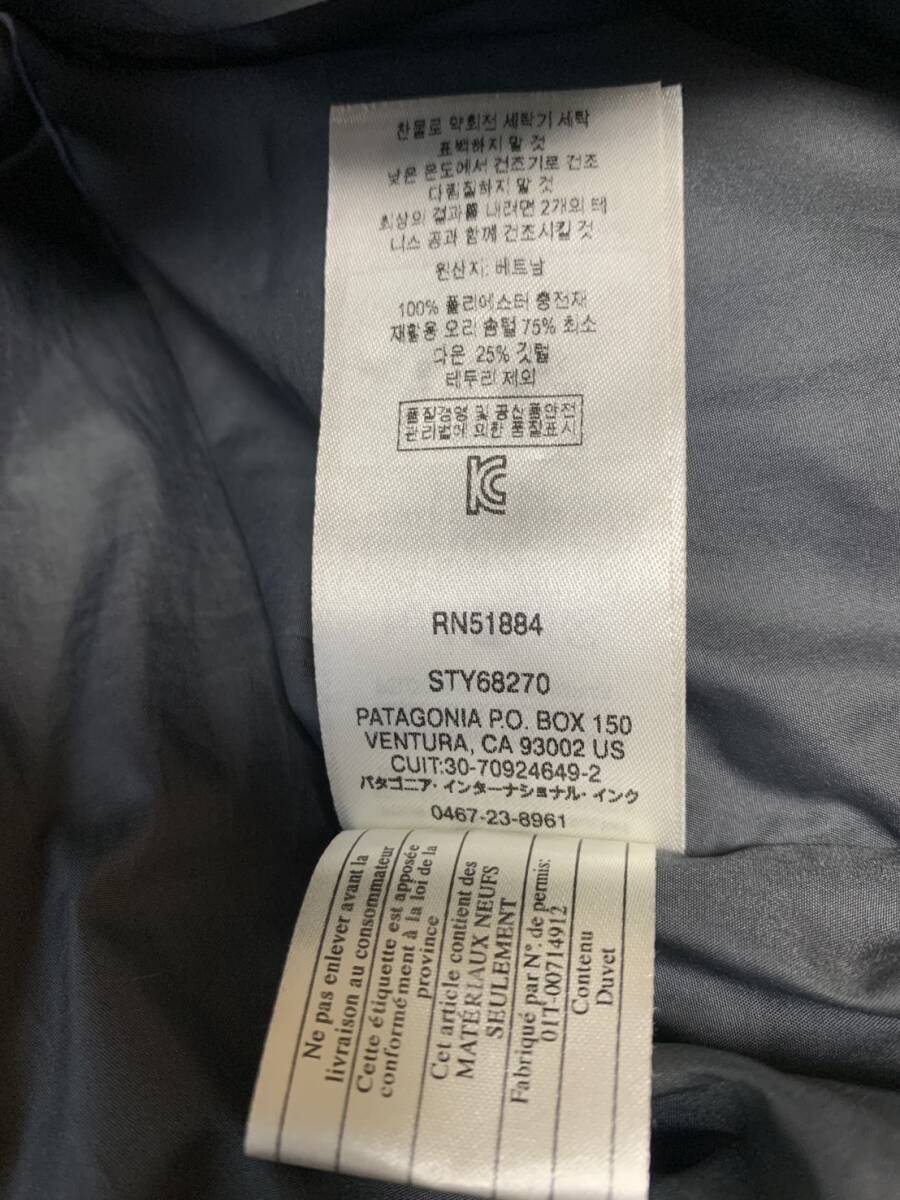 찬물로 약회전 세탁기 세탁
표백하지 말 것
낮은 온도에서 건조기로 건조
다림질하지 말 것
최상의 결과를 내려면 2개의 테
니스 공과 함께 건조시킬 것
원산지: 베트남
100% 폴리에스터 충전재
재활용 오리 솜털 75% 최소
다운 25% 깃털
테두리 제외
품질경영 및 공산품안전
관리법에 의한 품질표시
RN51884
STY68270
PATAGONIA P.O. BOX 150
VENTURA, CA 93002 US
CUIT:30-70924649-2
パタゴニア・インターナショナル・インク
0467-23-8961
Ne pas enlever avant la
livraison au consommateur
Cette étiquette est apposée
conformément à la loi de la
province
Cet article contient des
MATÉRIAUX NEUFS
SEULEMENT
Fabriqué par N°. de permis:
01T-00714912
Contenu
Duvet